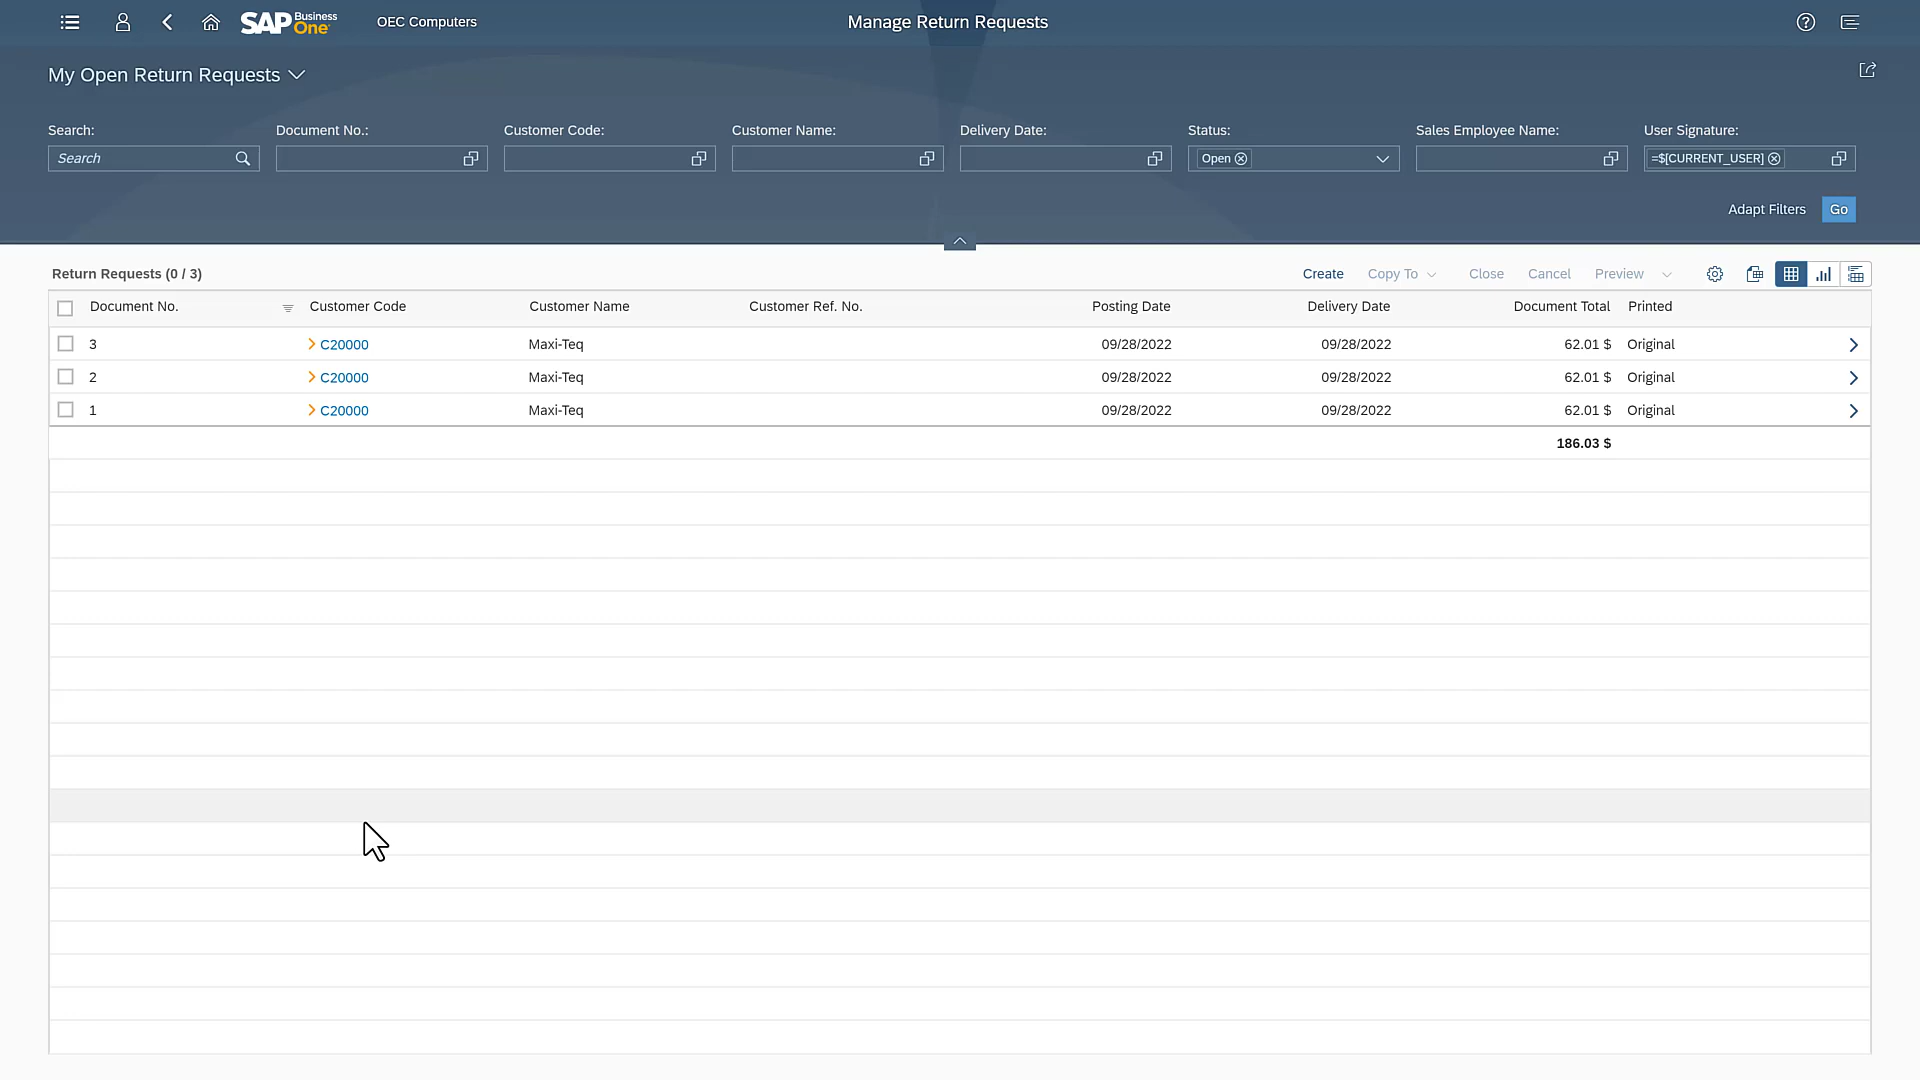 SAP Business One OEC Computers Manage Return Requests
My Open Return Requests
Search: Document No.: Customer Code: Customer Name: Delivery Date: Status: Sales Employee Name: User Signature:
Search Open =$[CURRENT_USER]
Adapt Filters Go
Return Requests (0 / 3) Create Copy To Close Cancel Preview
Document No. Customer Code Customer Name Customer Ref. No. Posting Date Delivery Date Document Total Printed
3 C20000 Maxi-Teq 09/28/2022 09/28/2022 62.01 $ Original
2 C20000 Maxi-Teq 09/28/2022 09/28/2022 62.01 $ Original
1 C20000 Maxi-Teq 09/28/2022 09/28/2022 62.01 $ Original
186.03 $